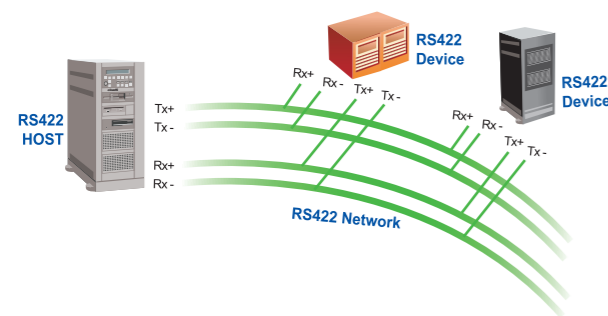 RS422
Device
RS422
Device
RS422
HOST
Tx+
Tx -
Rx+
Rx -
Rx+
Rx -
Tx+
Tx -
Rx+
Rx -
Tx+
Tx -
RS422 Network